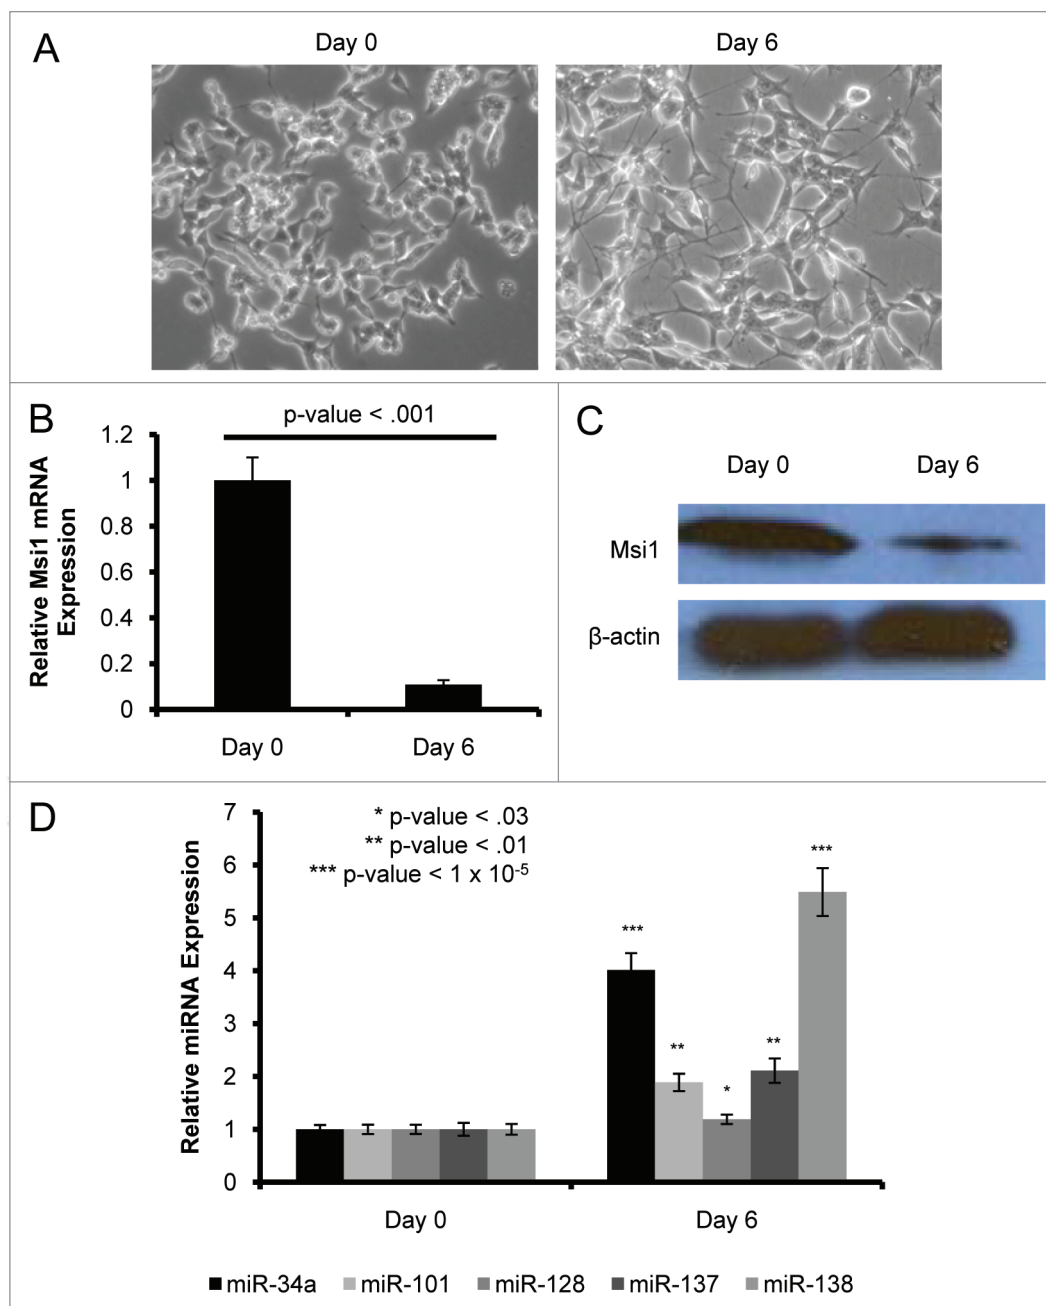 A
Day 0 Day 6
B
p-value < .001
Relative Msi1 mRNA
Expression
1.2
1
0.8
0.6
0.4
0.2
0
Day 0 Day 6
C
Day 0 Day 6
Msi1
β-actin
D
* p-value < .03
** p-value < .01
*** p-value < 1 x 10⁻⁵
Relative miRNA Expression
7
6
5
4
3
2
1
0
*** ** * ** ***
Day 0 Day 6
miR-34a miR-101 miR-128 miR-137 miR-138